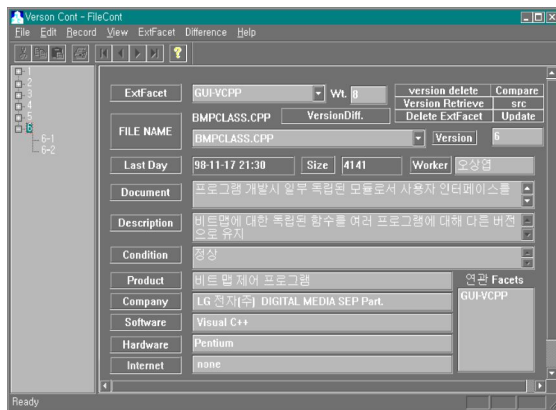 Verson Cont - FileCont
File Edit Record View ExtFacet Difference Help
1
2
3
4
5
6
6-1
6-2
ExtFacet GUI-VCPP Wt. 8 version delete Compare
Version Retrieve src
BMPCLASS.CPP VersionDiff. Delete ExtFacet Update
FILE NAME BMPCLASS.CPP Version 6
Last Day 98-11-17 21:30 Size 4141 Worker 오상엽
Document 프로그램 개발시 일부 독립된 모듈로서 사용자 인터페이스를
Description 비트맵에 대한 독립된 함수를 여러 프로그램에 대해 다른 버전
으로 유지
Condition 정상
Product 비트 맵 제어 프로그램 연관 Facets
Company LG 전자(주) DIGITAL MEDIA SEP Part. GUI-VCPP
Software Visual C++
Hardware Pentium
Internet none
Ready